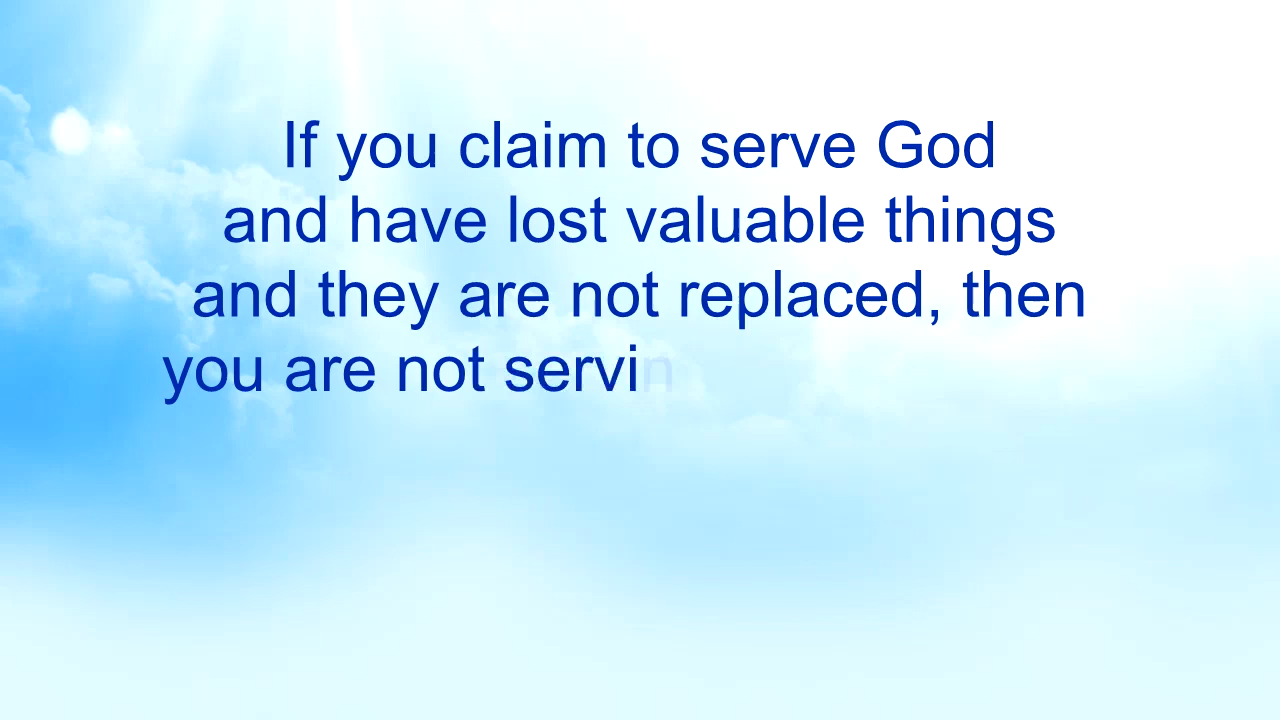 If you claim to serve God
and have lost valuable things
and they are not replaced, then
you are not servin